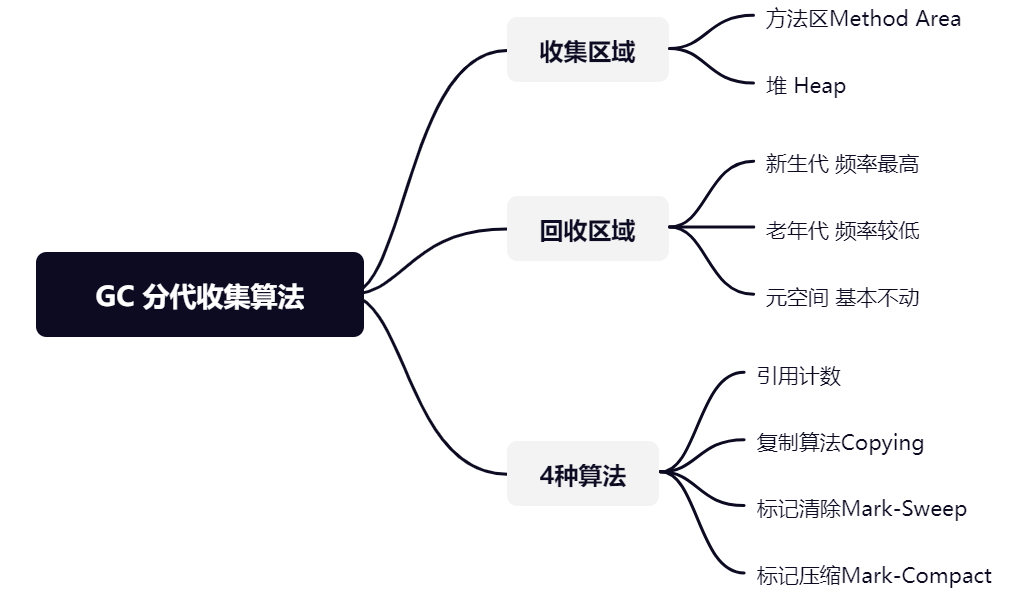 GC 分代收集算法
收集区域
方法区Method Area
堆 Heap
回收区域
新生代 频率最高
老年代 频率较低
元空间 基本不动
4种算法
引用计数
复制算法Copying
标记清除Mark-Sweep
标记压缩Mark-Compact